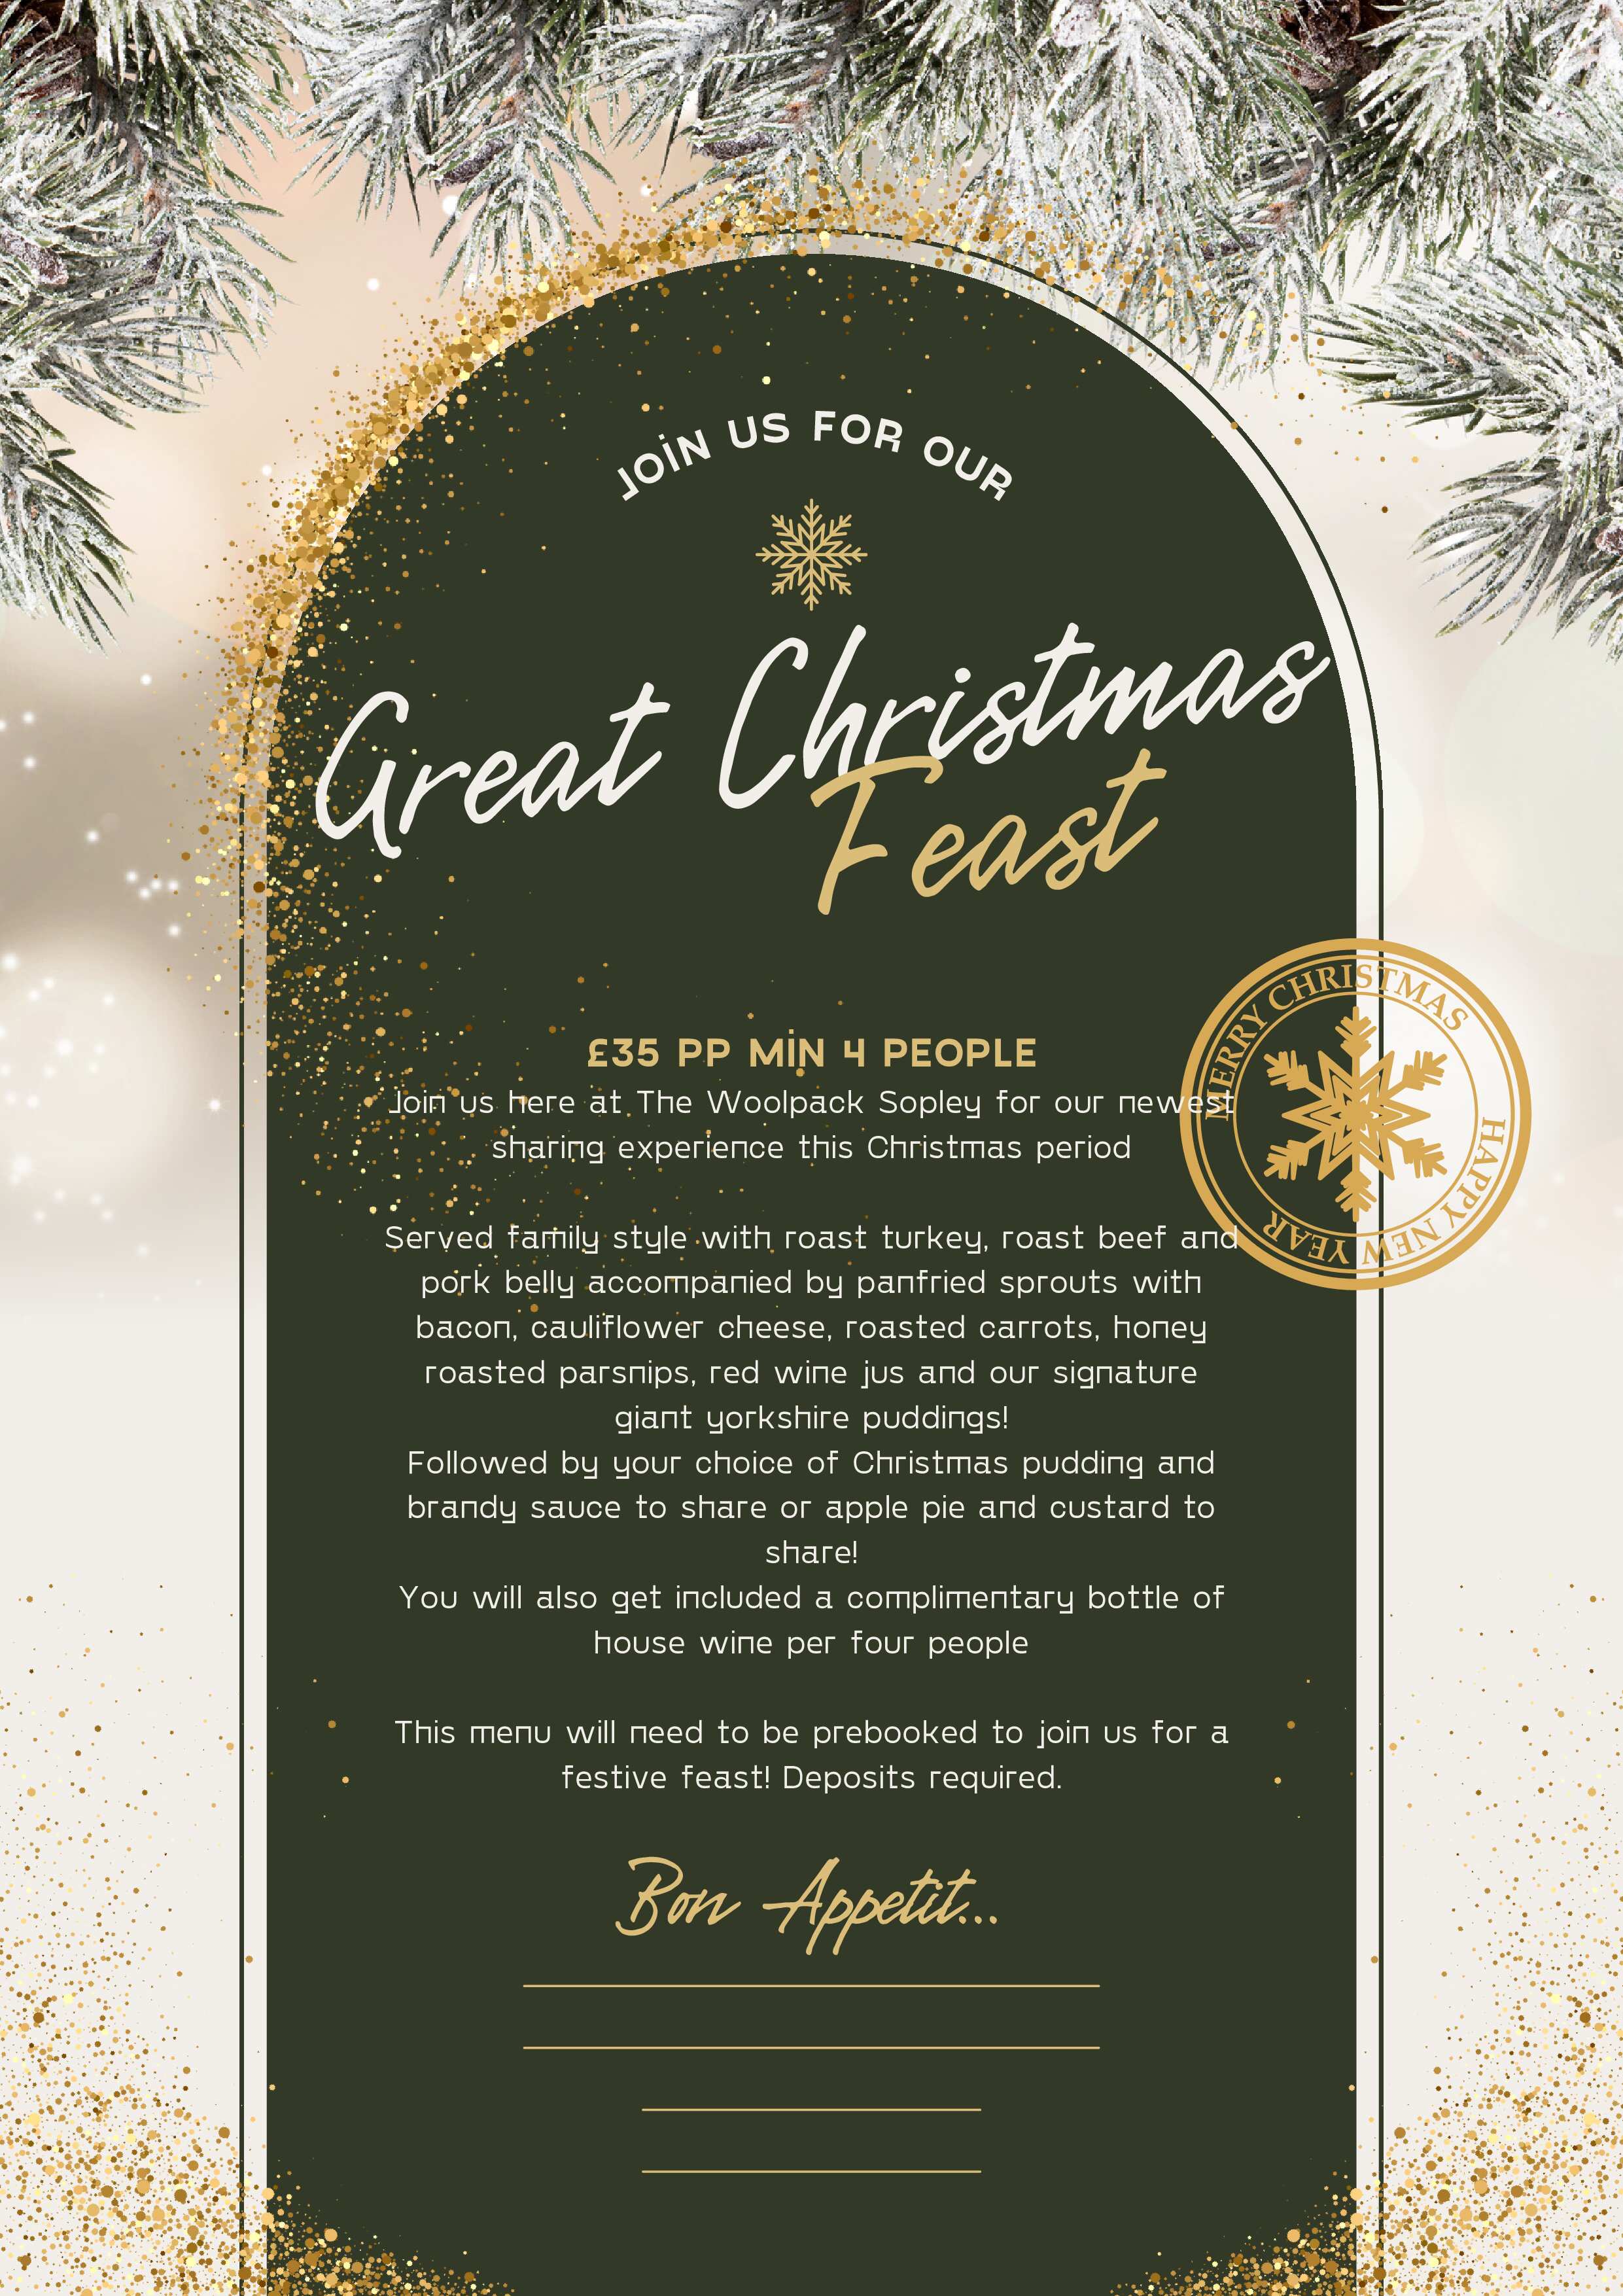 JOIN US FOR OUR
Great Christmas
Feast
MERRY CHRISTMAS
HAPPY NEW YEAR
£35 PP MIN 4 PEOPLE
Join us here at The Woolpack Sopley for our newest
sharing experience this Christmas period
Served family style with roast turkey, roast beef and
pork belly accompanied by panfried sprouts with
bacon, cauliflower cheese, roasted carrots, honey
roasted parsnips, red wine jus and our signature
giant yorkshire puddings!
Followed by your choice of Christmas pudding and
brandy sauce to share or apple pie and custard to
share!
You will also get included a complimentary bottle of
house wine per four people
This menu will need to be prebooked to join us for a
festive feast! Deposits required.
Bon Appetit...